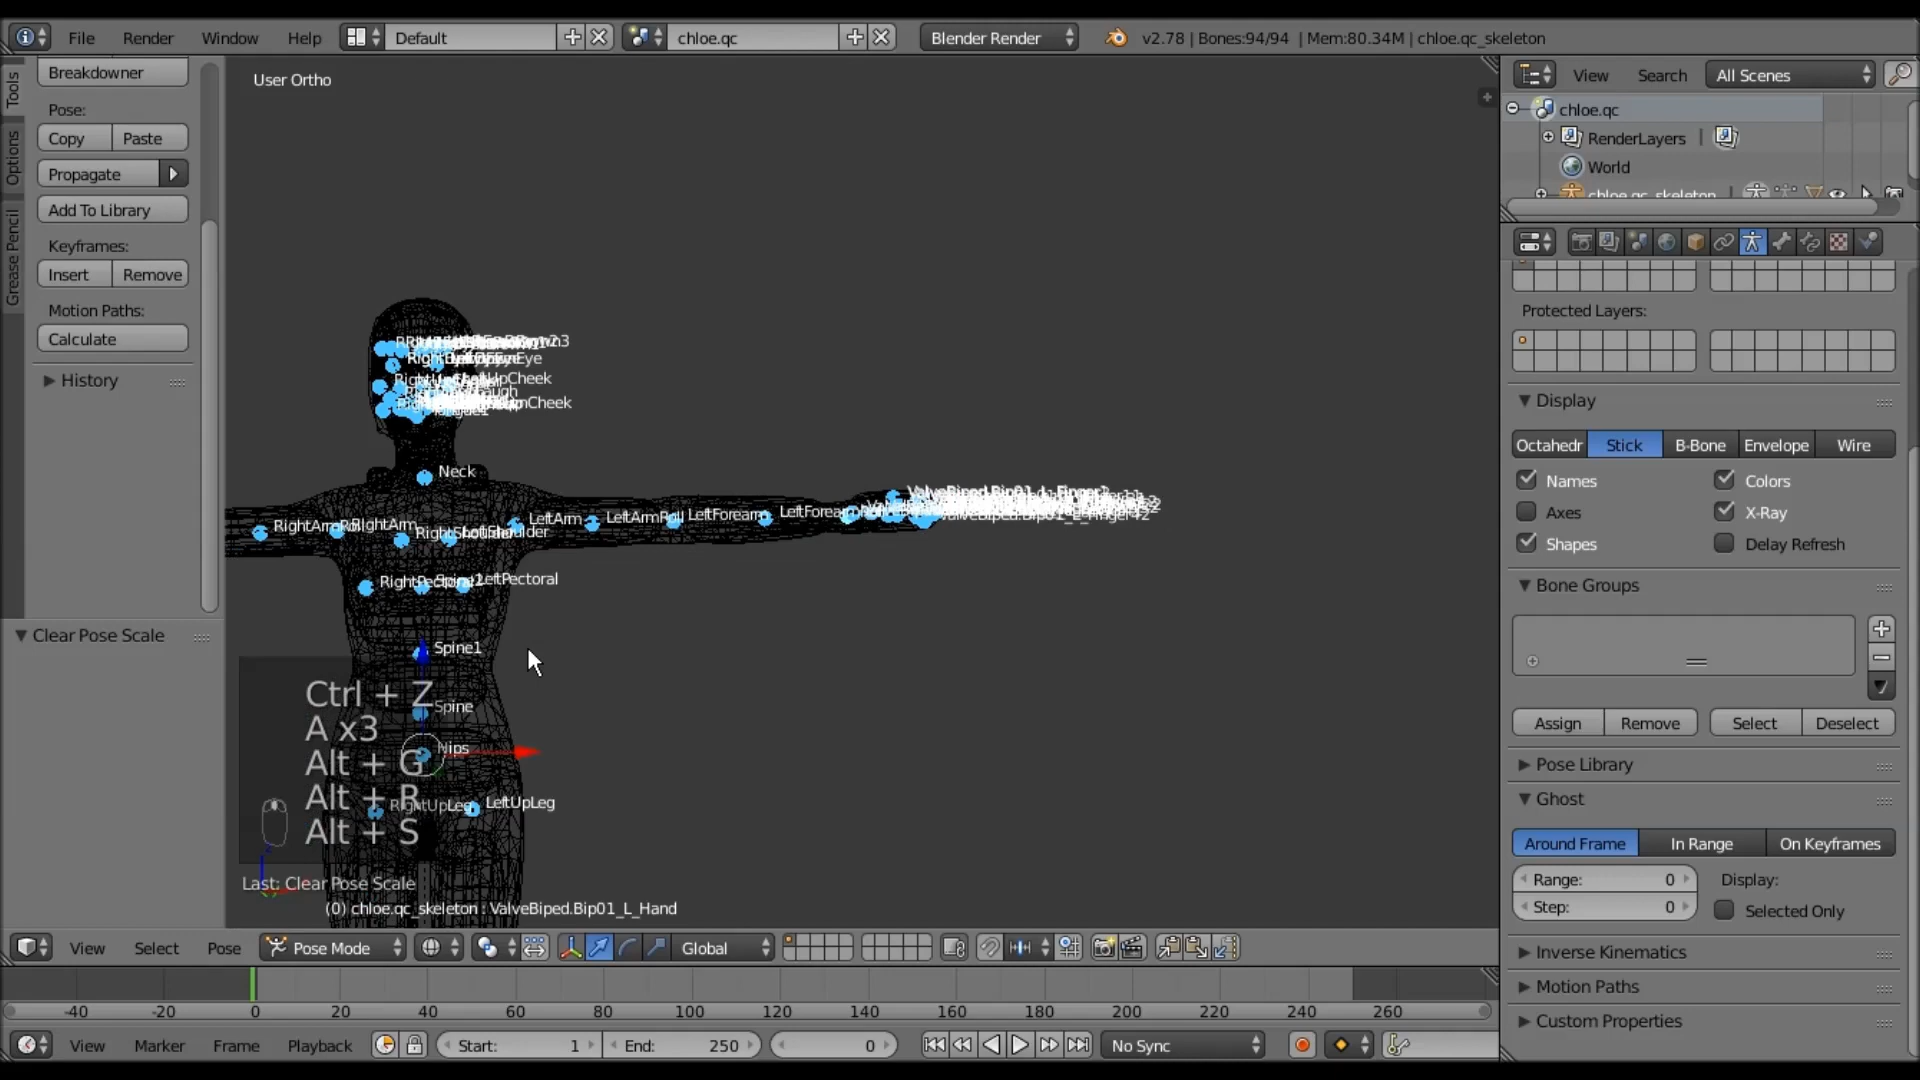 File Render Window Help Default chloe.qc Blender Render v2.78 | Bones:94/94 | Mem:80.34M | chloe.qc_skeleton
Tools
Options
Grease Pencil
Breakdowner
Pose:
Copy Paste
Propagate
Add To Library
Keyframes:
Insert Remove
Motion Paths:
Calculate
History
Clear Pose Scale
User Ortho
Neck
RightArm LeftArm LeftArmRoll LeftForearm
LeftPectoral
Spine1
Spine
Hips
RightUpLeg LeftUpLeg
Ctrl + Z
A x3
Alt + G
Alt + R
Alt + S
Last: Clear Pose Scale
(0) chloe.qc_skeleton : ValveBiped.Bip01_L_Hand
View Select Pose Pose Mode Global
-40 -20 0 20 40 60 80 100 120 140 160 180 200 220 240 260
View Marker Frame Playback Start: 1 End: 250 0 No Sync
View Search All Scenes
chloe.qc
RenderLayers |
World
chloe.qc_skeleton |
Protected Layers:
Display
Octahedr Stick B-Bone Envelope Wire
Names Colors
Axes X-Ray
Shapes Delay Refresh
Bone Groups
Assign Remove Select Deselect
Pose Library
Ghost
Around Frame In Range On Keyframes
Range: 0 Display:
Step: 0 Selected Only
Inverse Kinematics
Motion Paths
Custom Properties